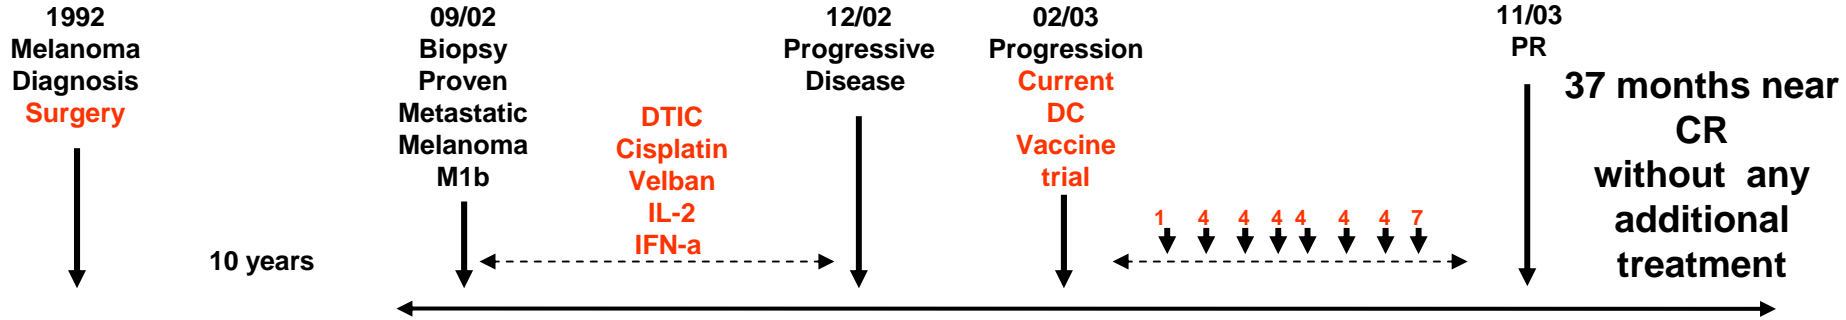 1992
Melanoma
Diagnosis
Surgery
10 years
09/02
Biopsy
Proven
Metastatic
Melanoma
M1b
DTIC
Cisplatin
Velban
IL-2
IFN-a
12/02
Progressive
Disease
02/03
Progression
Current
DC
Vaccine
trial
1 4 4 4 4 4 4 7
11/03
PR
37 months near
CR
without any
additional
treatment